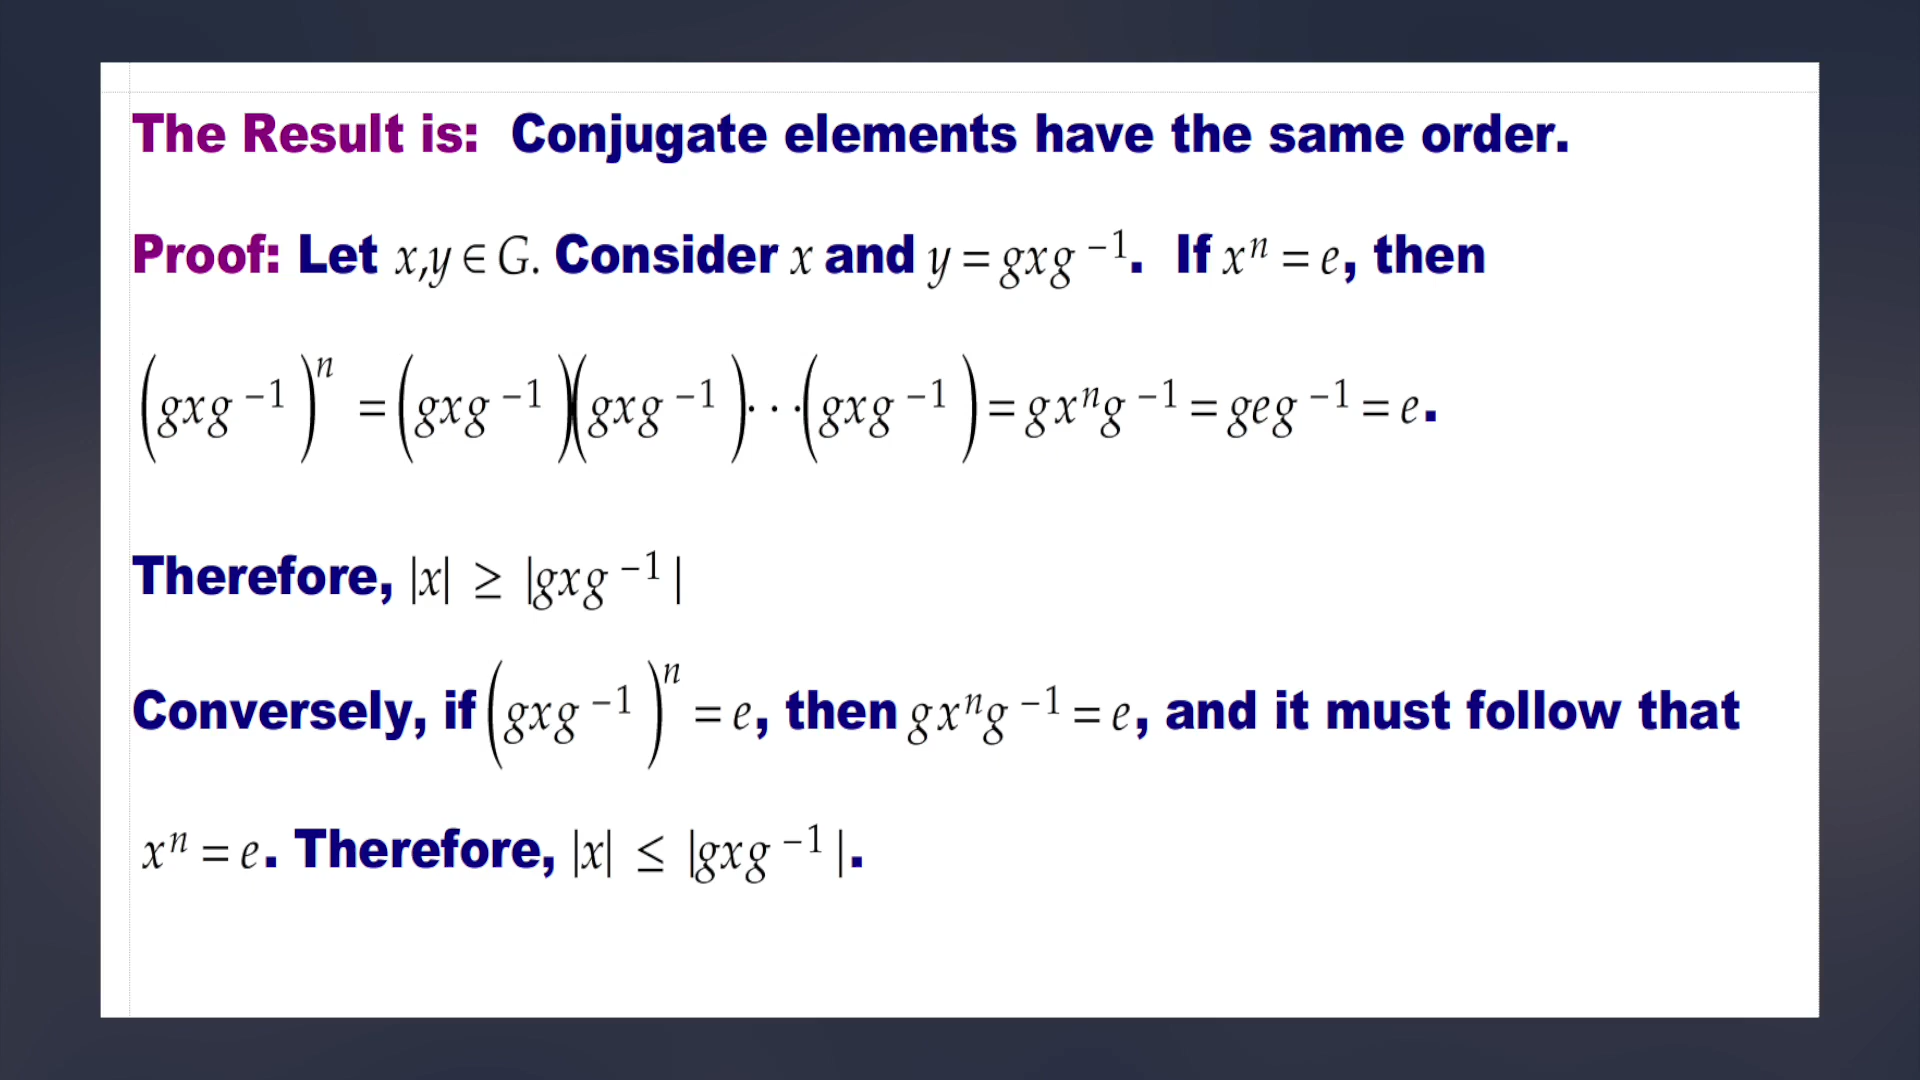 The Result is: Conjugate elements have the same order.
Proof: Let x,y ∈ G. Consider x and y = gxg⁻¹. If xⁿ = e, then
(gxg⁻¹)ⁿ = (gxg⁻¹)(gxg⁻¹)···(gxg⁻¹) = gxⁿg⁻¹ = geg⁻¹ = e.
Therefore, |x| ≥ |gxg⁻¹|
Conversely, if (gxg⁻¹)ⁿ = e, then gxⁿg⁻¹ = e, and it must follow that
xⁿ = e. Therefore, |x| ≤ |gxg⁻¹|.